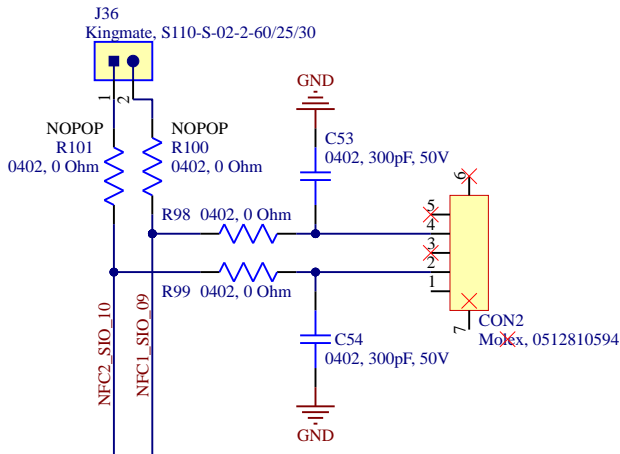 J36
Kingmate, S110-S-02-2-60/25/30
1
2
GND
NOPOP
R101
0402, 0 Ohm
NOPOP
R100
0402, 0 Ohm
C53
0402, 300pF, 50V
R98 0402, 0 Ohm
R99 0402, 0 Ohm
6
5
4
3
2
1
7
CON2
Molex, 0512810594
NFC2_SIO_10
NFC1_SIO_09
C54
0402, 300pF, 50V
GND